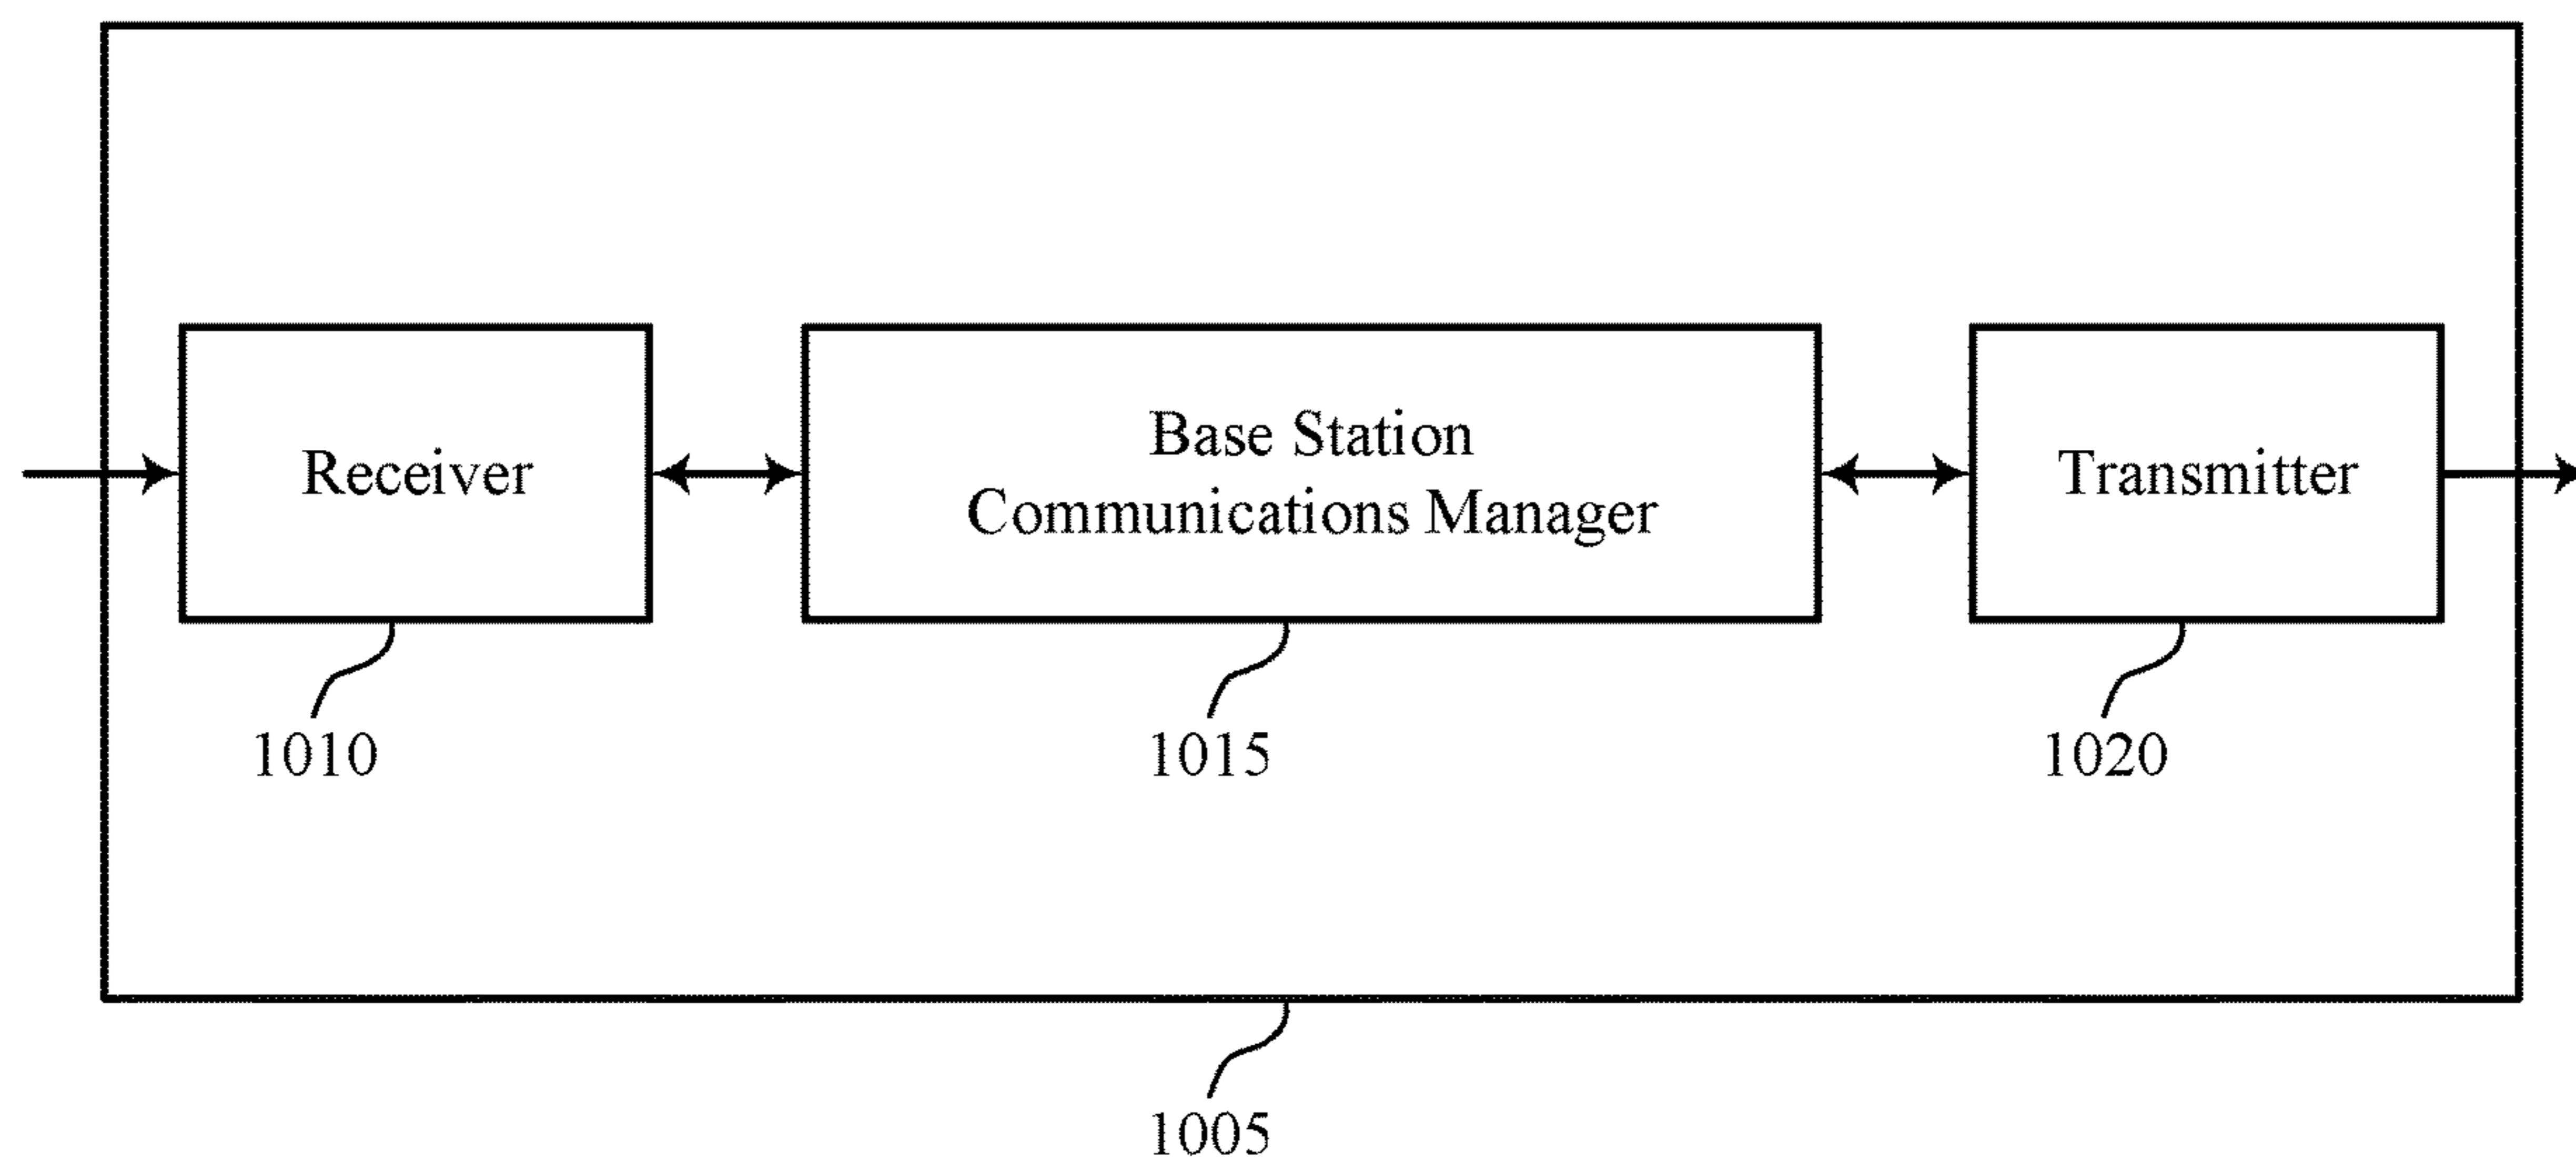 Receiver
Base Station
Communications Manager
Transmitter
1010
1015
1020
1005